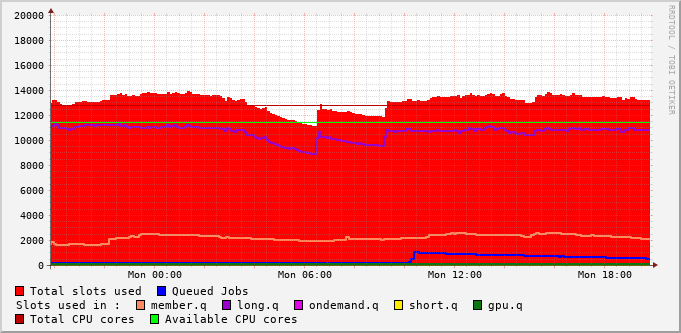 20000
18000
16000
14000
12000
10000
8000
6000
4000
2000
0
Mon 00:00 Mon 06:00 Mon 12:00 Mon 18:00
Total slots used Queued Jobs
Slots used in : member.q long.q ondemand.q short.q gpu.q
Total CPU cores Available CPU cores
RRDTOOL / TOBI OETIKER